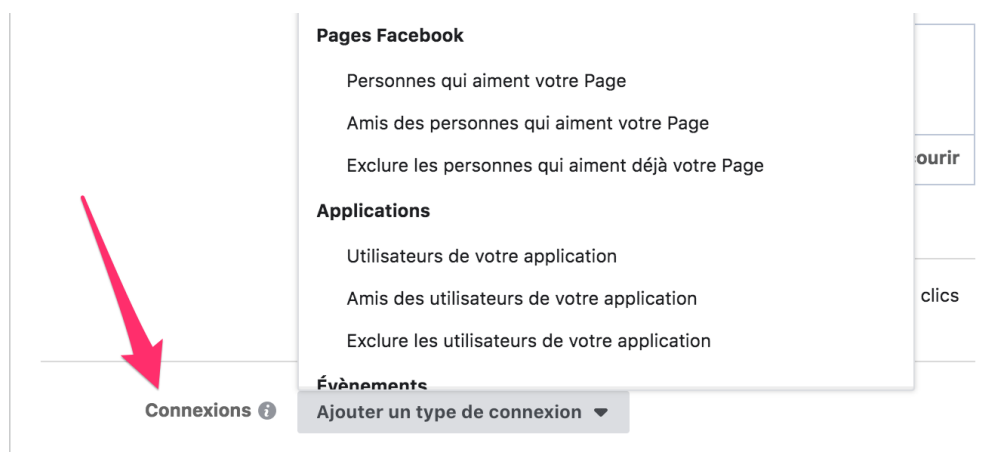 Pages Facebook
Personnes qui aiment votre Page
Amis des personnes qui aiment votre Page
Exclure les personnes qui aiment déjà votre Page
Applications
Utilisateurs de votre application
Amis des utilisateurs de votre application
clics
Exclure les utilisateurs de votre application
Évènements
Connexions
Ajouter un type de connexion